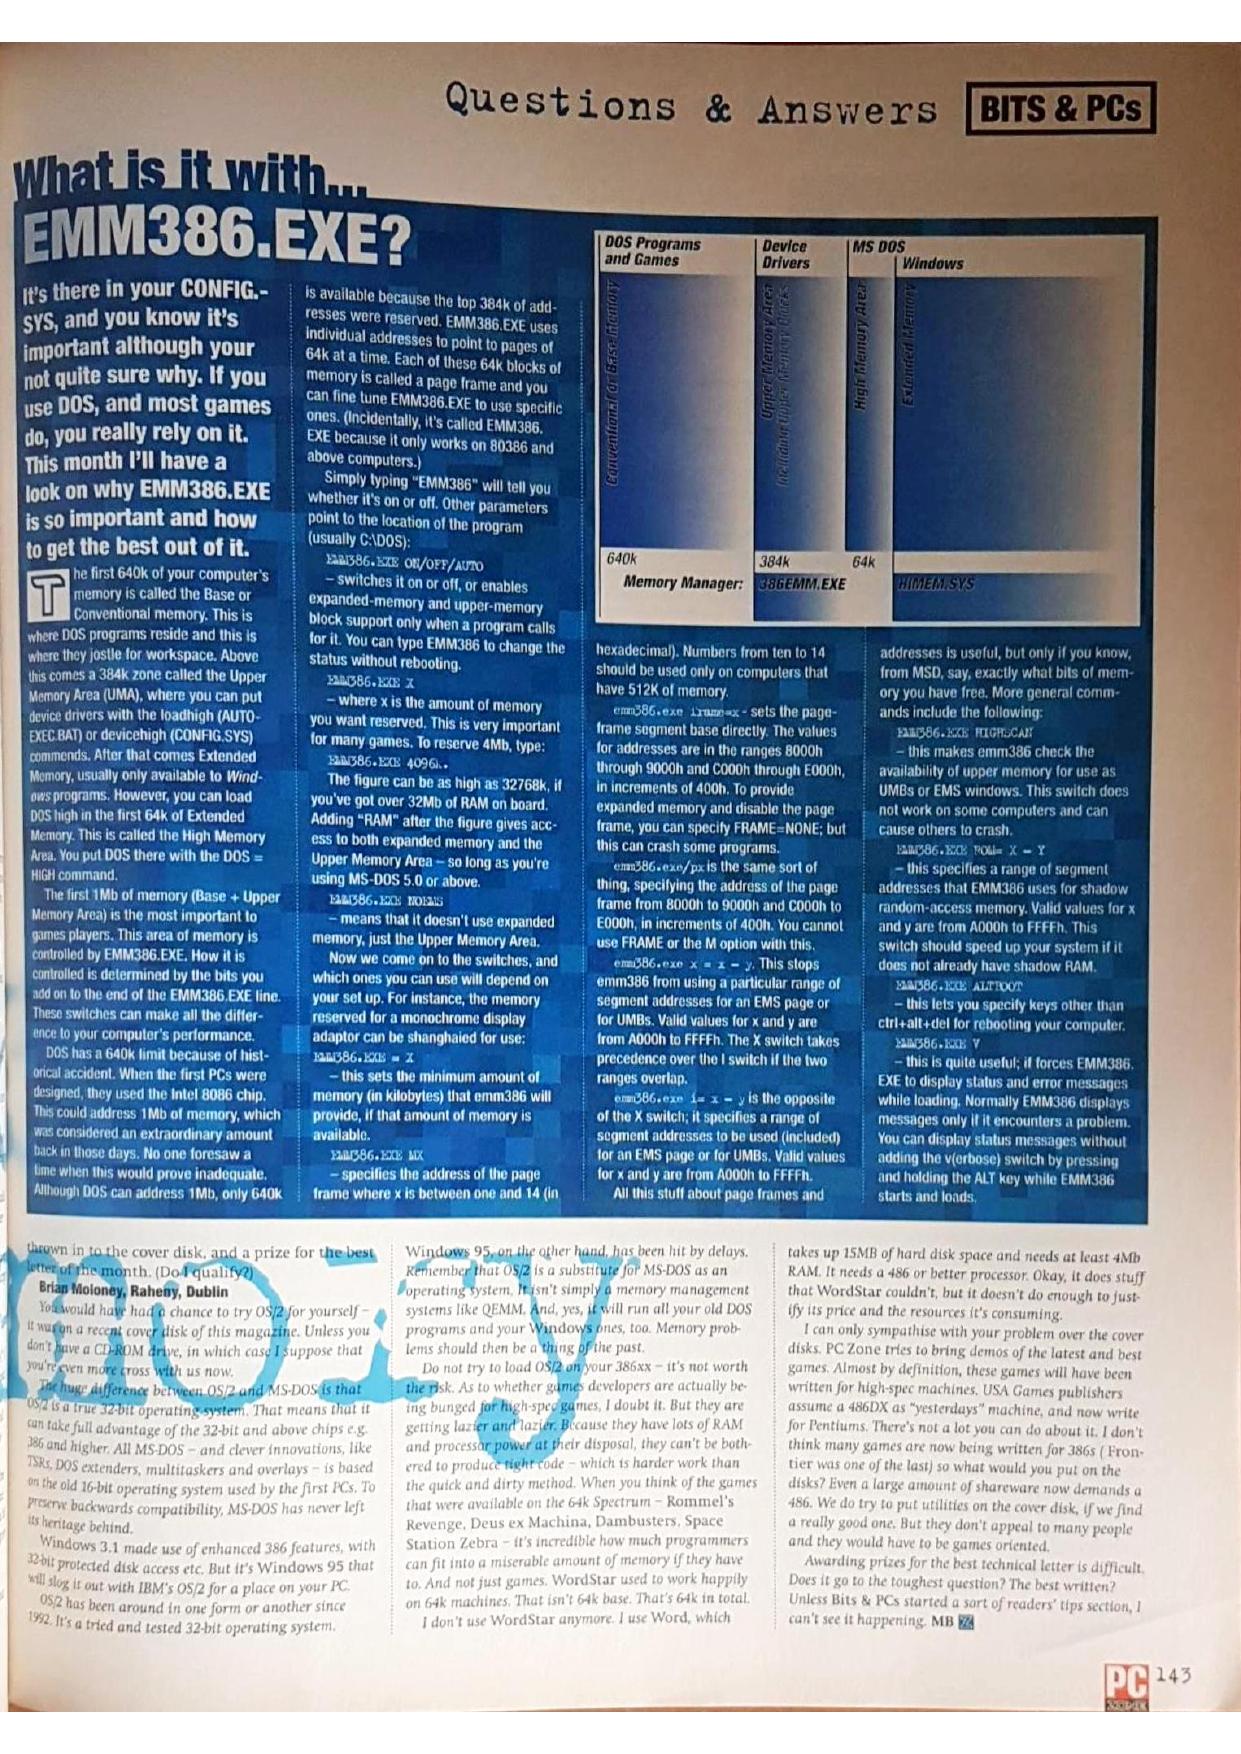 Questions & Answers BITS & PCs
What is it with...
EMM386.EXE?
It's there in your CONFIG.-
SYS, and you know it's
important although your
not quite sure why. If you
use DOS, and most games
do, you really rely on it.
This month I'll have a
look on why EMM386.EXE
is so important and how
to get the best out of it.
The first 640k of your computer's
memory is called the Base or
Conventional memory. This is
where DOS programs reside and this is
where they jostle for workspace. Above
this comes a 384k zone called the Upper
Memory Area (UMA), where you can put
device drivers with the loadhigh (AUTO-
EXEC.BAT) or devicehigh (CONFIG.SYS)
commends. After that comes Extended
Memory, usually only available to Wind-
ows programs. However, you can load
DOS high in the first 64k of Extended
Memory. This is called the High Memory
Area. You put DOS there with the DOS =
HIGH command.
The first 1Mb of memory (Base + Upper
Memory Area) is the most important to
games players. This area of memory is
controlled by EMM386.EXE. How it is
controlled is determined by the bits you
add on to the end of the EMM386.EXE line.
These switches can make all the differ-
ence to your computer's performance.
DOS has a 640k limit because of hist-
orical accident. When the first PCs were
designed, they used the Intel 8086 chip.
This could address 1Mb of memory, which
was considered an extraordinary amount
back in those days. No one foresaw a
time when this would prove inadequate.
Although DOS can address 1Mb, only 640k
is available because the top 384k of add-
resses were reserved. EMM386.EXE uses
individual addresses to point to pages of
64k at a time. Each of these 64k blocks of
memory is called a page frame and you
can fine tune EMM386.EXE to use specific
ones. (Incidentally, it's called EMM386.
EXE because it only works on 80386 and
above computers.)
Simply typing "EMM386" will tell you
whether it's on or off. Other parameters
point to the location of the program
(usually C:\DOS):
EMM386.EXE ON/OFF/AUTO
– switches it on or off, or enables
expanded-memory and upper-memory
block support only when a program calls
for it. You can type EMM386 to change the
status without rebooting.
EMM386.EXE X
– where x is the amount of memory
you want reserved. This is very important
for many games. To reserve 4Mb, type:
EMM386.EXE 4096
The figure can be as high as 32768k, if
you've got over 32Mb of RAM on board.
Adding "RAM" after the figure gives acc-
ess to both expanded memory and the
Upper Memory Area – so long as you're
using MS-DOS 5.0 or above.
EMM386.EXE NOEMS
– means that it doesn't use expanded
memory, just the Upper Memory Area.
Now we come on to the switches, and
which ones you can use will depend on
your set up. For instance, the memory
reserved for a monochrome display
adaptor can be shanghaied for use:
EMM386.EXE = X
– this sets the minimum amount of
memory (in kilobytes) that emm386 will
provide, if that amount of memory is
available.
EMM386.EXE MX
– specifies the address of the page
frame where x is between one and 14 (in
DOS Programs
and Games
Device
Drivers
MS DOS
Windows
Conventional or Base Memory
Upper Memory Area
Including Upper Memory Blocks
High Memory Area
Extended Memory
640k
384k
64k
Memory Manager: 386EMM.EXE HIMEM.SYS
hexadecimal). Numbers from ten to 14
should be used only on computers that
have 512K of memory.
emm386.exe frame=x - sets the page-
frame segment base directly. The values
for addresses are in the ranges 8000h
through 9000h and C000h through E000h,
in increments of 400h. To provide
expanded memory and disable the page
frame, you can specify FRAME=NONE; but
this can crash some programs.
emm386.exe/px is the same sort of
thing, specifying the address of the page
frame from 8000h to 9000h and C000h to
E000h, in increments of 400h. You cannot
use FRAME or the M option with this.
emm386.exe x = x – y. This stops
emm386 from using a particular range of
segment addresses for an EMS page or
for UMBs. Valid values for x and y are
from A000h to FFFFh. The X switch takes
precedence over the I switch if the two
ranges overlap.
emm386.exe i= x – y is the opposite
of the X switch; it specifies a range of
segment addresses to be used (included)
for an EMS page or for UMBs. Valid values
for x and y are from A000h to FFFFh.
All this stuff about page frames and
addresses is useful, but only if you know,
from MSD, say, exactly what bits of mem-
ory you have free. More general comm-
ands include the following:
EMM386.EXE HIGHSCAN
– this makes emm386 check the
availability of upper memory for use as
UMBs or EMS windows. This switch does
not work on some computers and can
cause others to crash.
EMM386.EXE ROM= X – Y
– this specifies a range of segment
addresses that EMM386 uses for shadow
random-access memory. Valid values for x
and y are from A000h to FFFFh. This
switch should speed up your system if it
does not already have shadow RAM.
EMM386.EXE ALTBOOT
– this lets you specify keys other than
ctrl+alt+del for rebooting your computer.
EMM386.EXE V
– this is quite useful; if forces EMM386.
EXE to display status and error messages
while loading. Normally EMM386 displays
messages only if it encounters a problem.
You can display status messages without
adding the v(erbose) switch by pressing
and holding the ALT key while EMM386
starts and loads.
thrown in to the cover disk, and a prize for the best
letter of the month. (Do I qualify?)
Brian Moloney, Raheny, Dublin
You would have had a chance to try OS/2 for yourself –
it was on a recent cover disk of this magazine. Unless you
don't have a CD-ROM drive, in which case I suppose that
you're even more cross with us now.
The huge difference between OS/2 and MS-DOS is that
OS/2 is a true 32-bit operating system. That means that it
can take full advantage of the 32-bit and above chips e.g.
386 and higher. All MS-DOS – and clever innovations, like
TSRs, DOS extenders, multitaskers and overlays – is based
on the old 16-bit operating system used by the first PCs. To
preserve backwards compatibility, MS-DOS has never left
its heritage behind.
Windows 3.1 made use of enhanced 386 features, with
32-bit protected disk access etc. But it's Windows 95 that
will slog it out with IBM's OS/2 for a place on your PC.
OS/2 has been around in one form or another since
1992. It's a tried and tested 32-bit operating system.
Windows 95, on the other hand, has been hit by delays.
Remember that OS/2 is a substitute for MS-DOS as an
operating system. It isn't simply a memory management
systems like QEMM. And, yes, it will run all your old DOS
programs and your Windows ones, too. Memory prob-
lems should then be a thing of the past.
Do not try to load OS/2 on your 386xx – it's not worth
the risk. As to whether games developers are actually be-
ing bunged for high-spec games, I doubt it. But they are
getting lazier and lazier. Because they have lots of RAM
and processor power at their disposal, they can't be both-
ered to produce tight code – which is harder work than
the quick and dirty method. When you think of the games
that were available on the 64k Spectrum – Rommel's
Revenge, Deus ex Machina, Dambusters, Space
Station Zebra – it's incredible how much programmers
can fit into a miserable amount of memory if they have
to. And not just games. WordStar used to work happily
on 64k machines. That isn't 64k base. That's 64k in total.
I don't use WordStar anymore. I use Word, which
takes up 15MB of hard disk space and needs at least 4Mb
RAM. It needs a 486 or better processor. Okay, it does stuff
that WordStar couldn't, but it doesn't do enough to just-
ify its price and the resources it's consuming.
I can only sympathise with your problem over the cover
disks. PC Zone tries to bring demos of the latest and best
games. Almost by definition, these games will have been
written for high-spec machines. USA Games publishers
assume a 486DX as "yesterdays" machine, and now write
for Pentiums. There's not a lot you can do about it. I don't
think many games are now being written for 386s ( Fron-
tier was one of the last) so what would you put on the
disks? Even a large amount of shareware now demands a
486. We do try to put utilities on the cover disk, if we find
a really good one. But they don't appeal to many people
and they would have to be games oriented.
Awarding prizes for the best technical letter is difficult.
Does it go to the toughest question? The best written?
Unless Bits & PCs started a sort of readers' tips section, I
can't see it happening. MB
PC ZONE 143